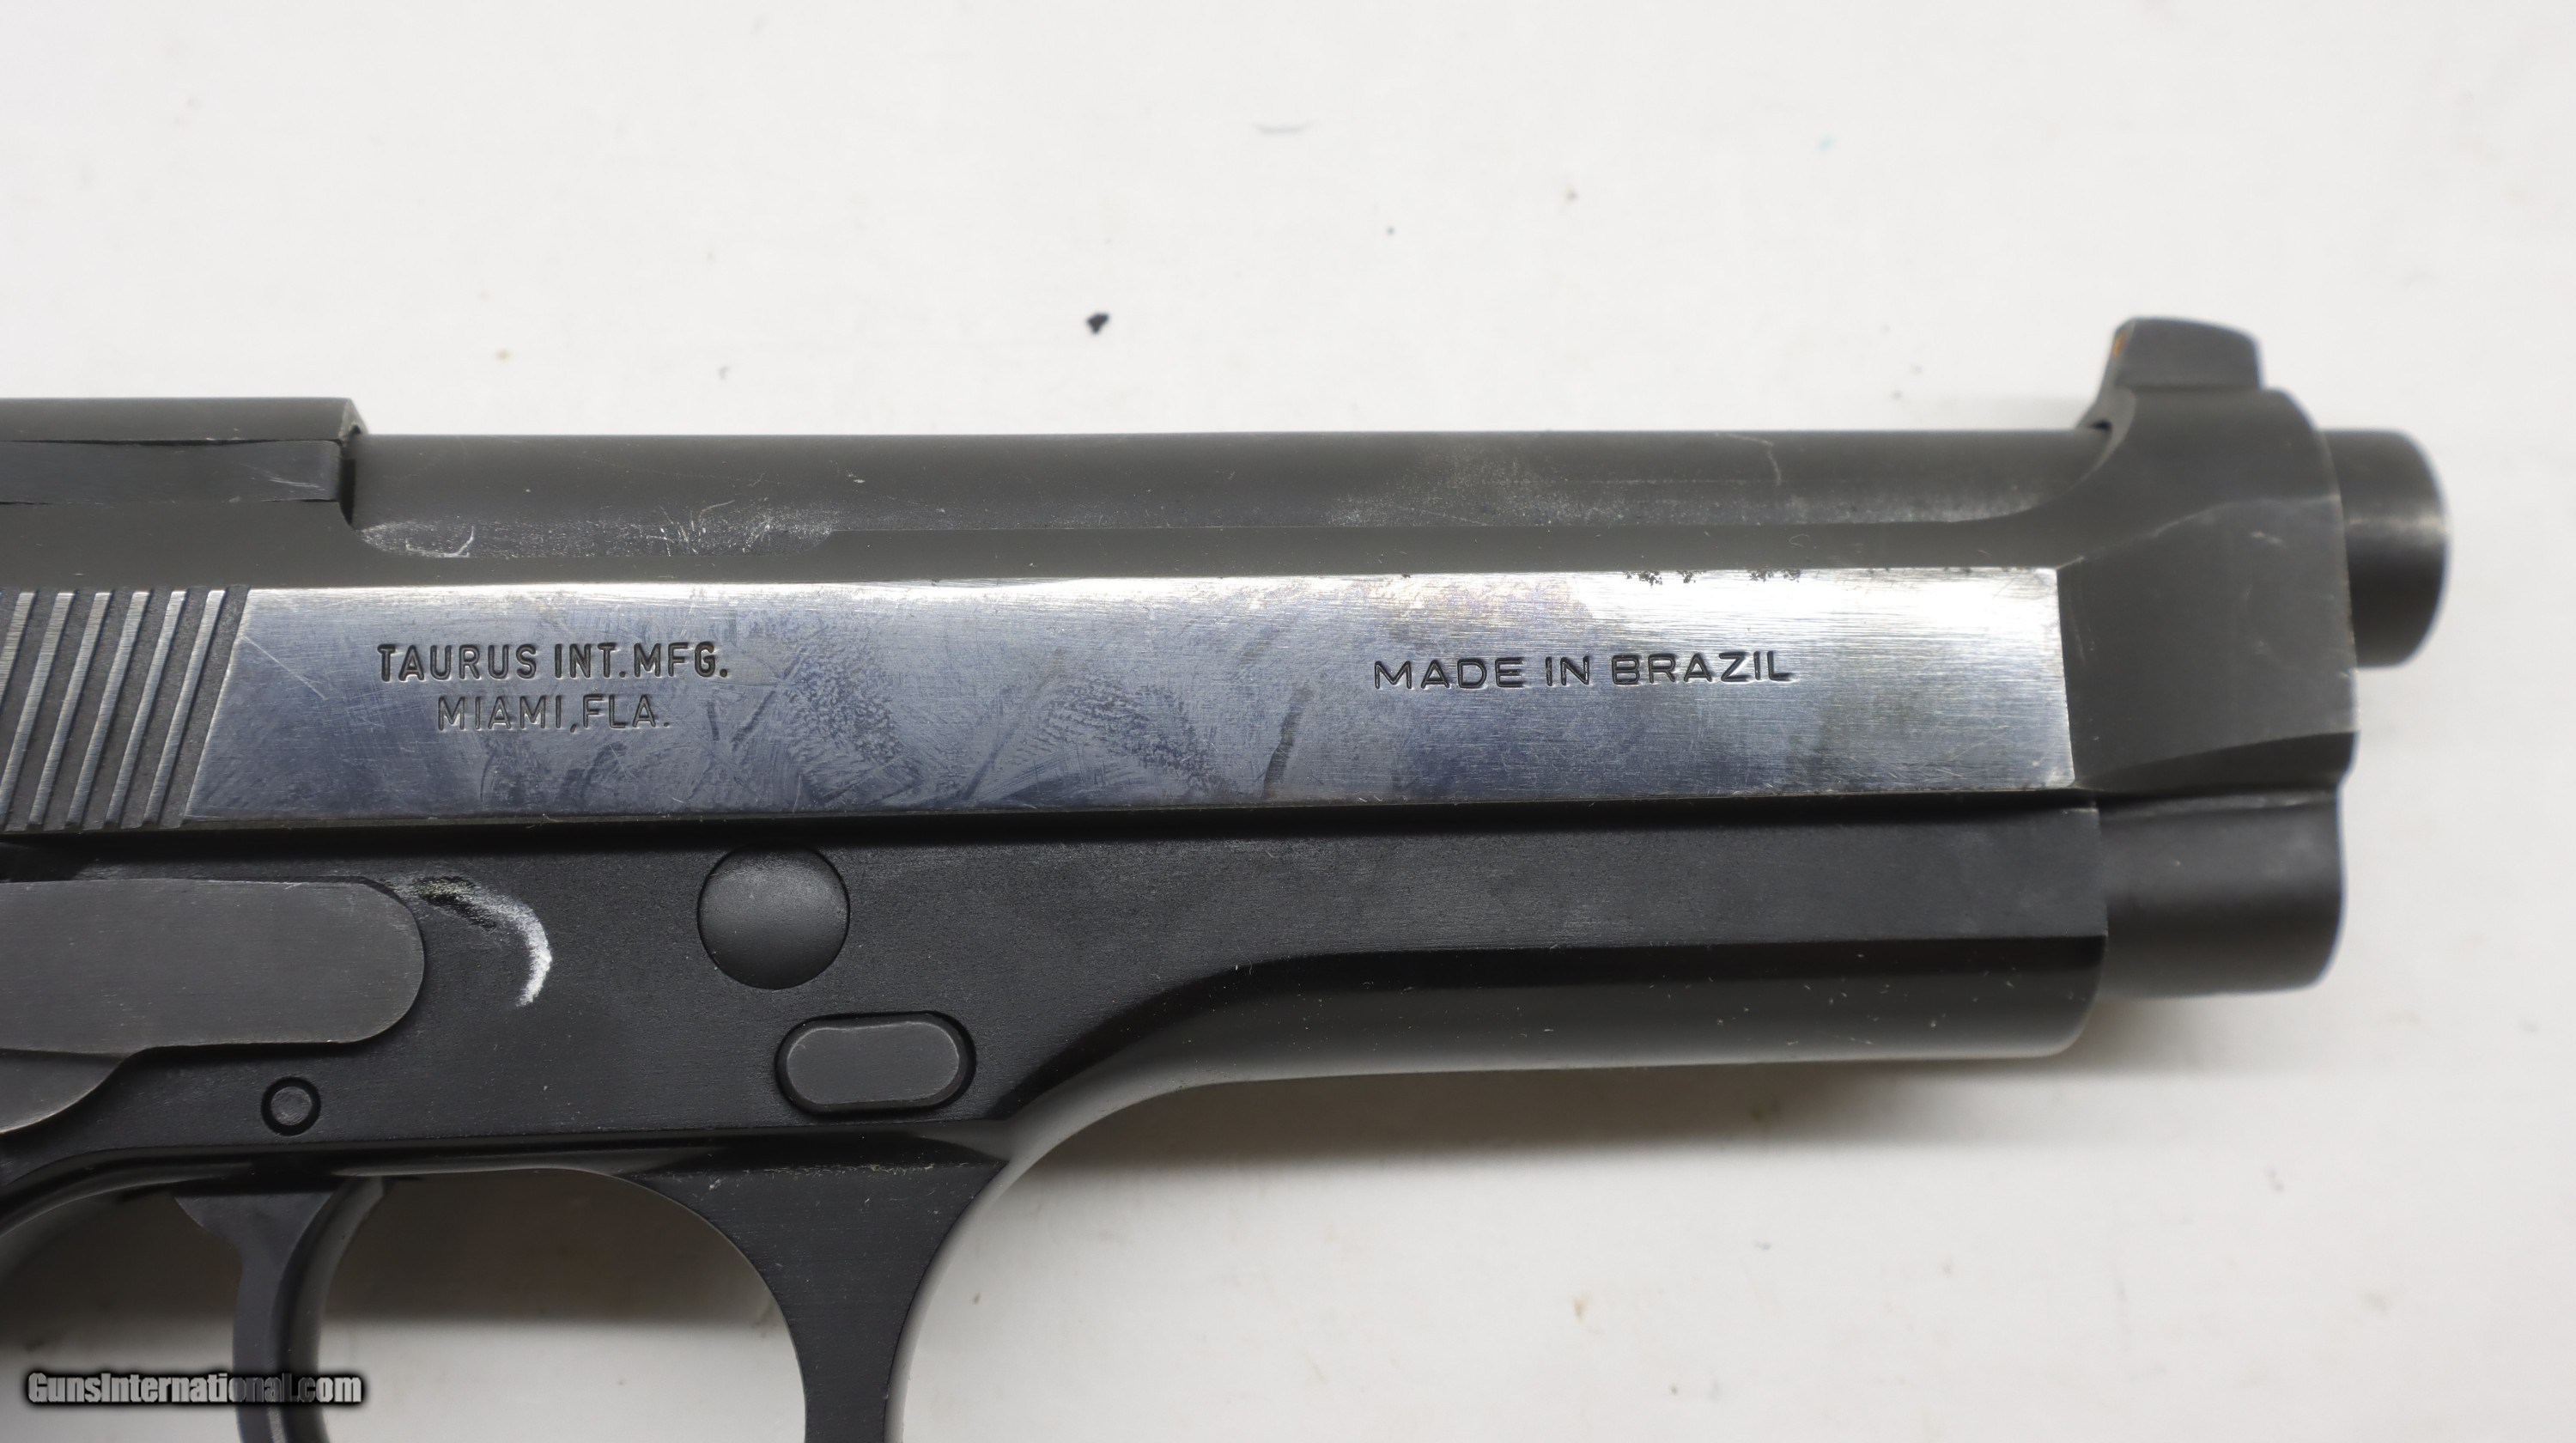 TAURUS INT.MFG.
MIAMI, FLA.
MADE IN BRAZIL
GunsInternational.com